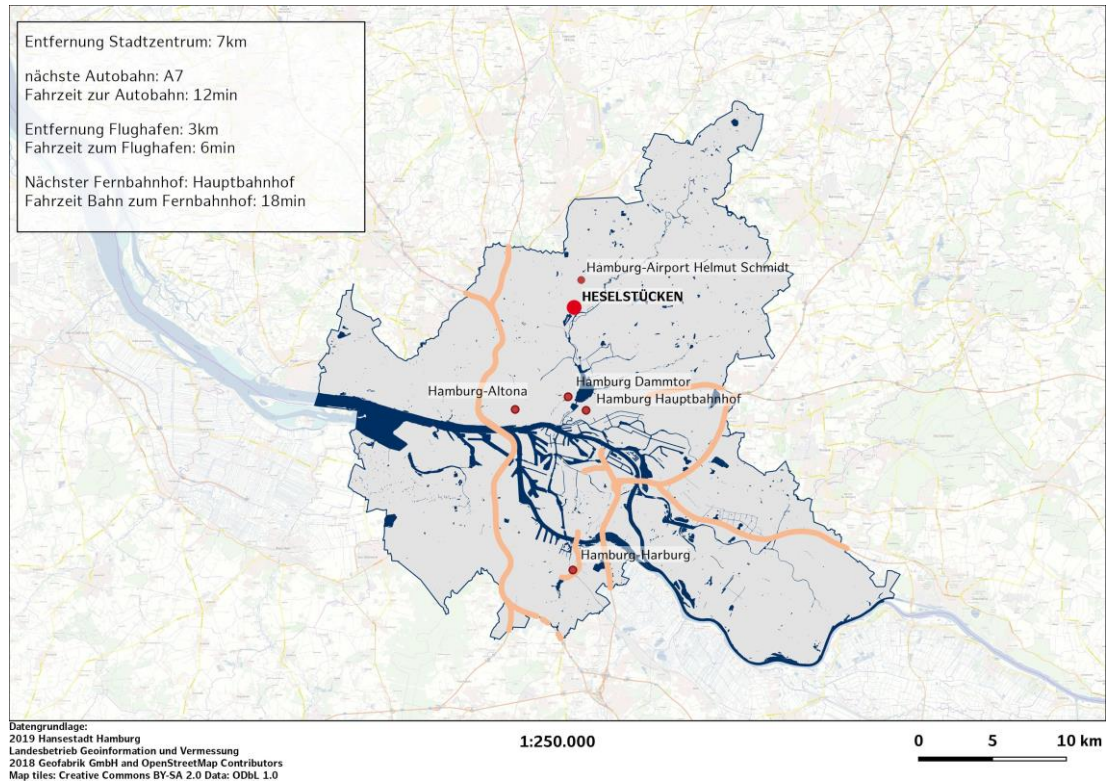 Entfernung Stadtzentrum: 7km
nächste Autobahn: A7
Fahrzeit zur Autobahn: 12min
Entfernung Flughafen: 3km
Fahrzeit zum Flughafen: 6min
Nächster Fernbahnhof: Hauptbahnhof
Fahrzeit Bahn zum Fernbahnhof: 18min
Hamburg-Airport Helmut Schmidt
HESELSTÜCKEN
Hamburg-Altona
Hamburg Dammtor
Hamburg Hauptbahnhof
Hamburg-Harburg
Datengrundlage:
2019 Hansestadt Hamburg
Landesbetrieb Geoinformation und Vermessung
2018 Geofabrik GmbH and OpenStreetMap Contributors
Map tiles: Creative Commons BY-SA 2.0 Data: ODbL 1.0
1:250.000
0 5 10 km